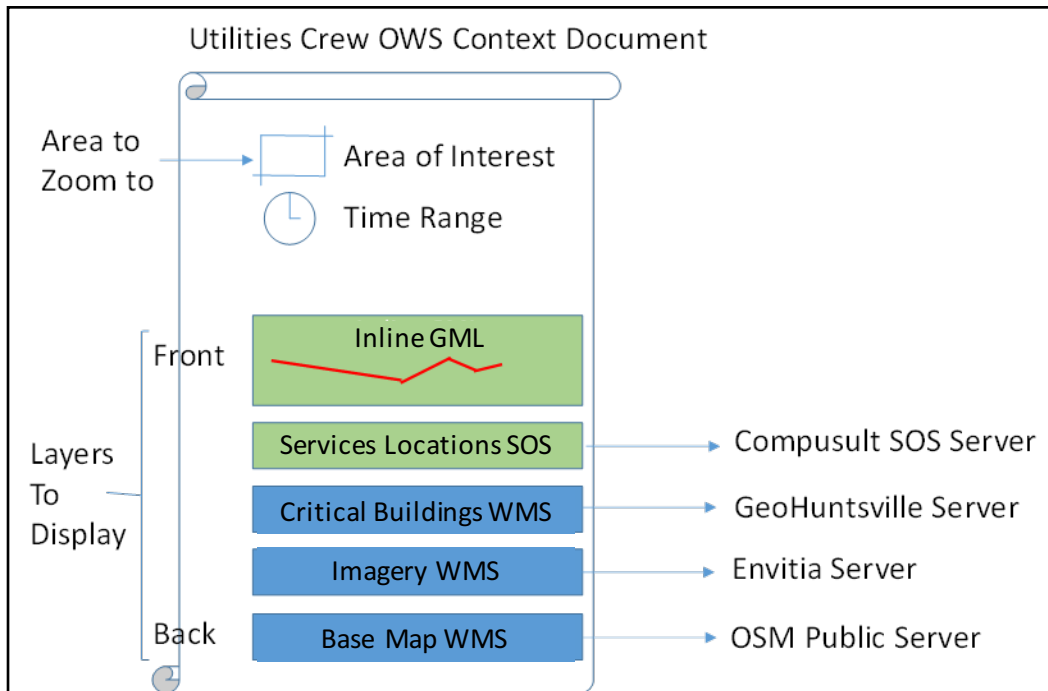 Utilities Crew OWS Context Document
Area to
Zoom to
Area of Interest
Time Range
Layers
To
Display
Front
Inline GML
Services Locations SOS
Compusult SOS Server
Critical Buildings WMS
GeoHuntsville Server
Imagery WMS
Envitia Server
Back
Base Map WMS
OSM Public Server